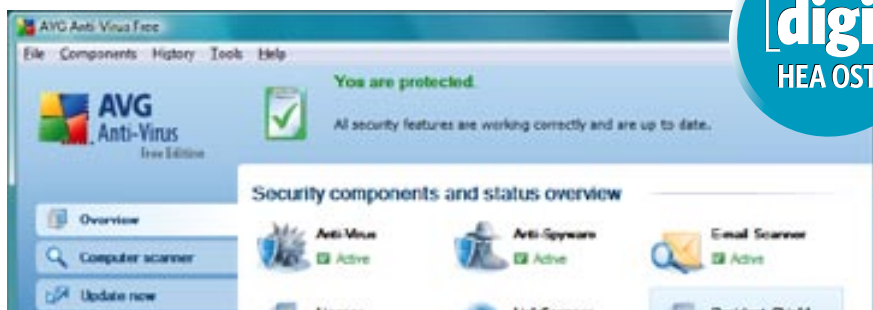 AVG Anti-Virus Free
File Components History Tools Help
[digi
HEA OST
You are protected.
All security features are working correctly and are up to date.
AVG
Anti-Virus
Free Edition
Security components and status overview
Overview
Computer scanner
Update now
Anti-Virus
Active
Anti-Spyware
Active
E-mail Scanner
Active